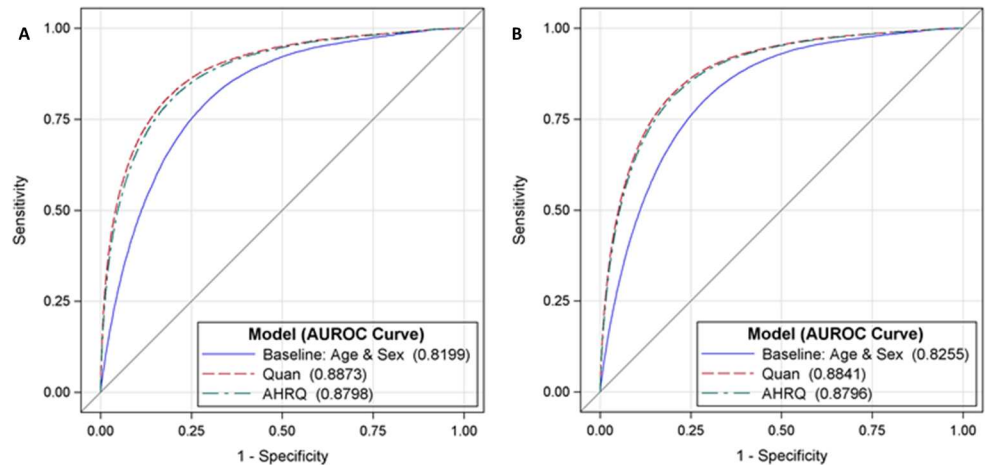 A
1.00
0.75
0.50
0.25
0.00
Sensitivity
Model (AUROC Curve)
Baseline: Age & Sex (0.8199)
Quan (0.8873)
AHRQ (0.8798)
0.00 0.25 0.50 0.75 1.00
1 - Specificity
B
1.00
0.75
0.50
0.25
0.00
Sensitivity
Model (AUROC Curve)
Baseline: Age & Sex (0.8255)
Quan (0.8841)
AHRQ (0.8796)
0.00 0.25 0.50 0.75 1.00
1 - Specificity